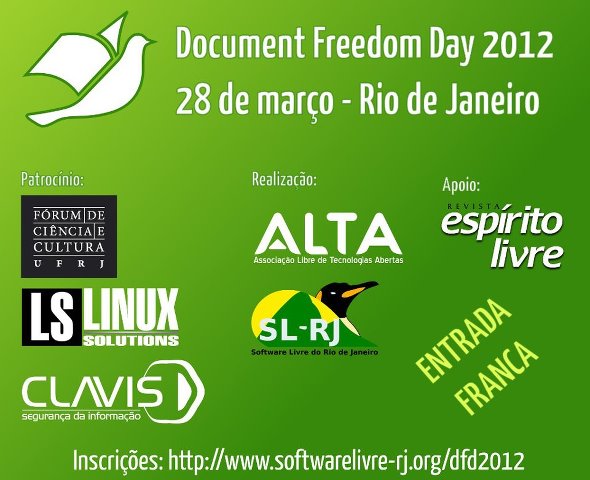 Document Freedom Day 2012
28 de março - Rio de Janeiro
Patrocínio:
FÓRUM DE
CIÊNCIA E
CULTURA
UFRJ
LS LINUX
SOLUTIONS
CLAVIS
segurança da informação
Realização:
ALTA
Associação Libre de Tecnologias Abertas
SL-RJ
Software Livre do Rio de Janeiro
Apoio:
REVISTA
espírito
livre
ENTRADA
FRANCA
Inscrições: http://www.softwarelivre-rj.org/dfd2012